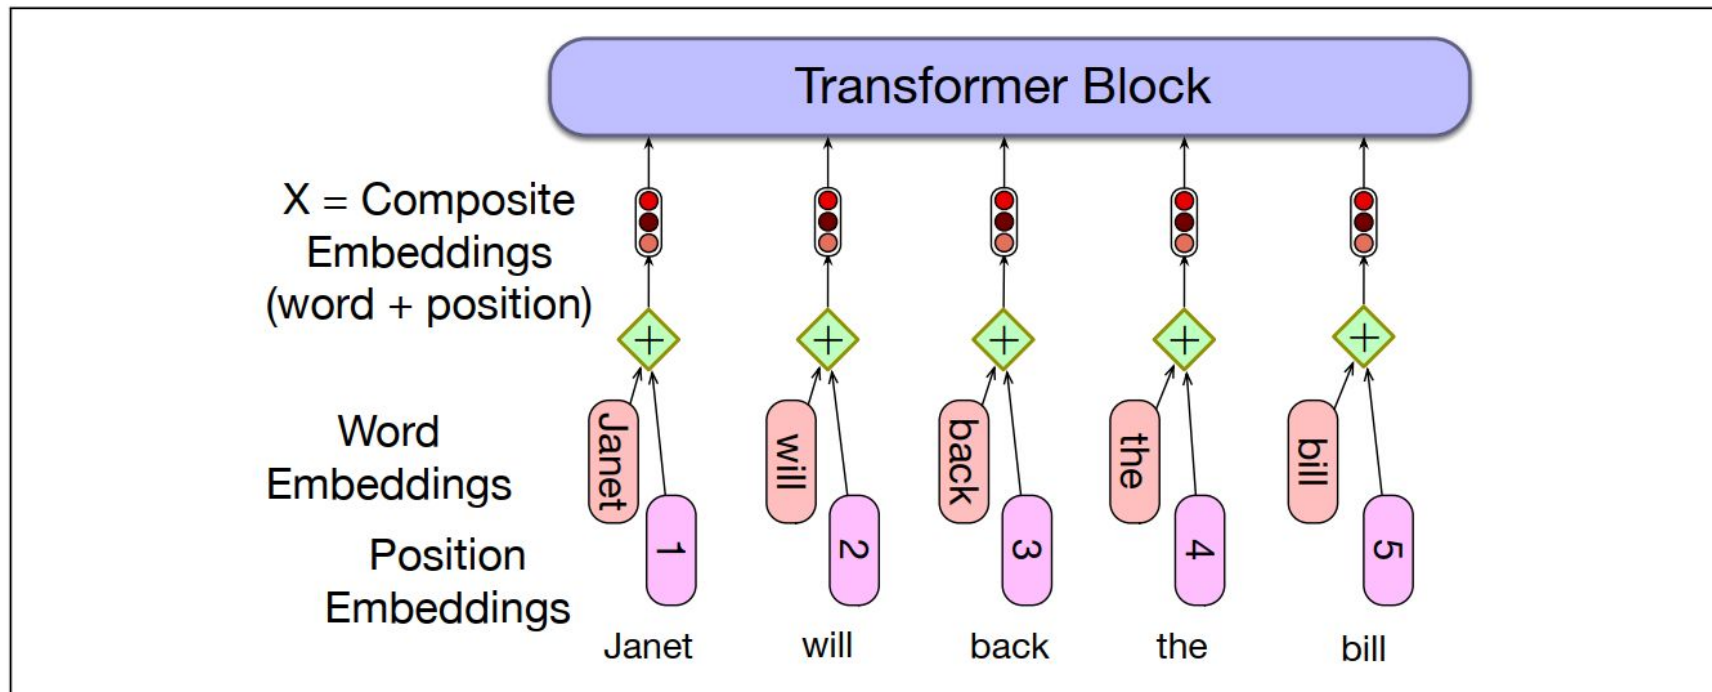 Transformer Block
X = Composite
Embeddings
(word + position)
+ + + + +
Word
Embeddings
Janet will back the bill
Position
Embeddings
1 2 3 4 5
Janet will back the bill